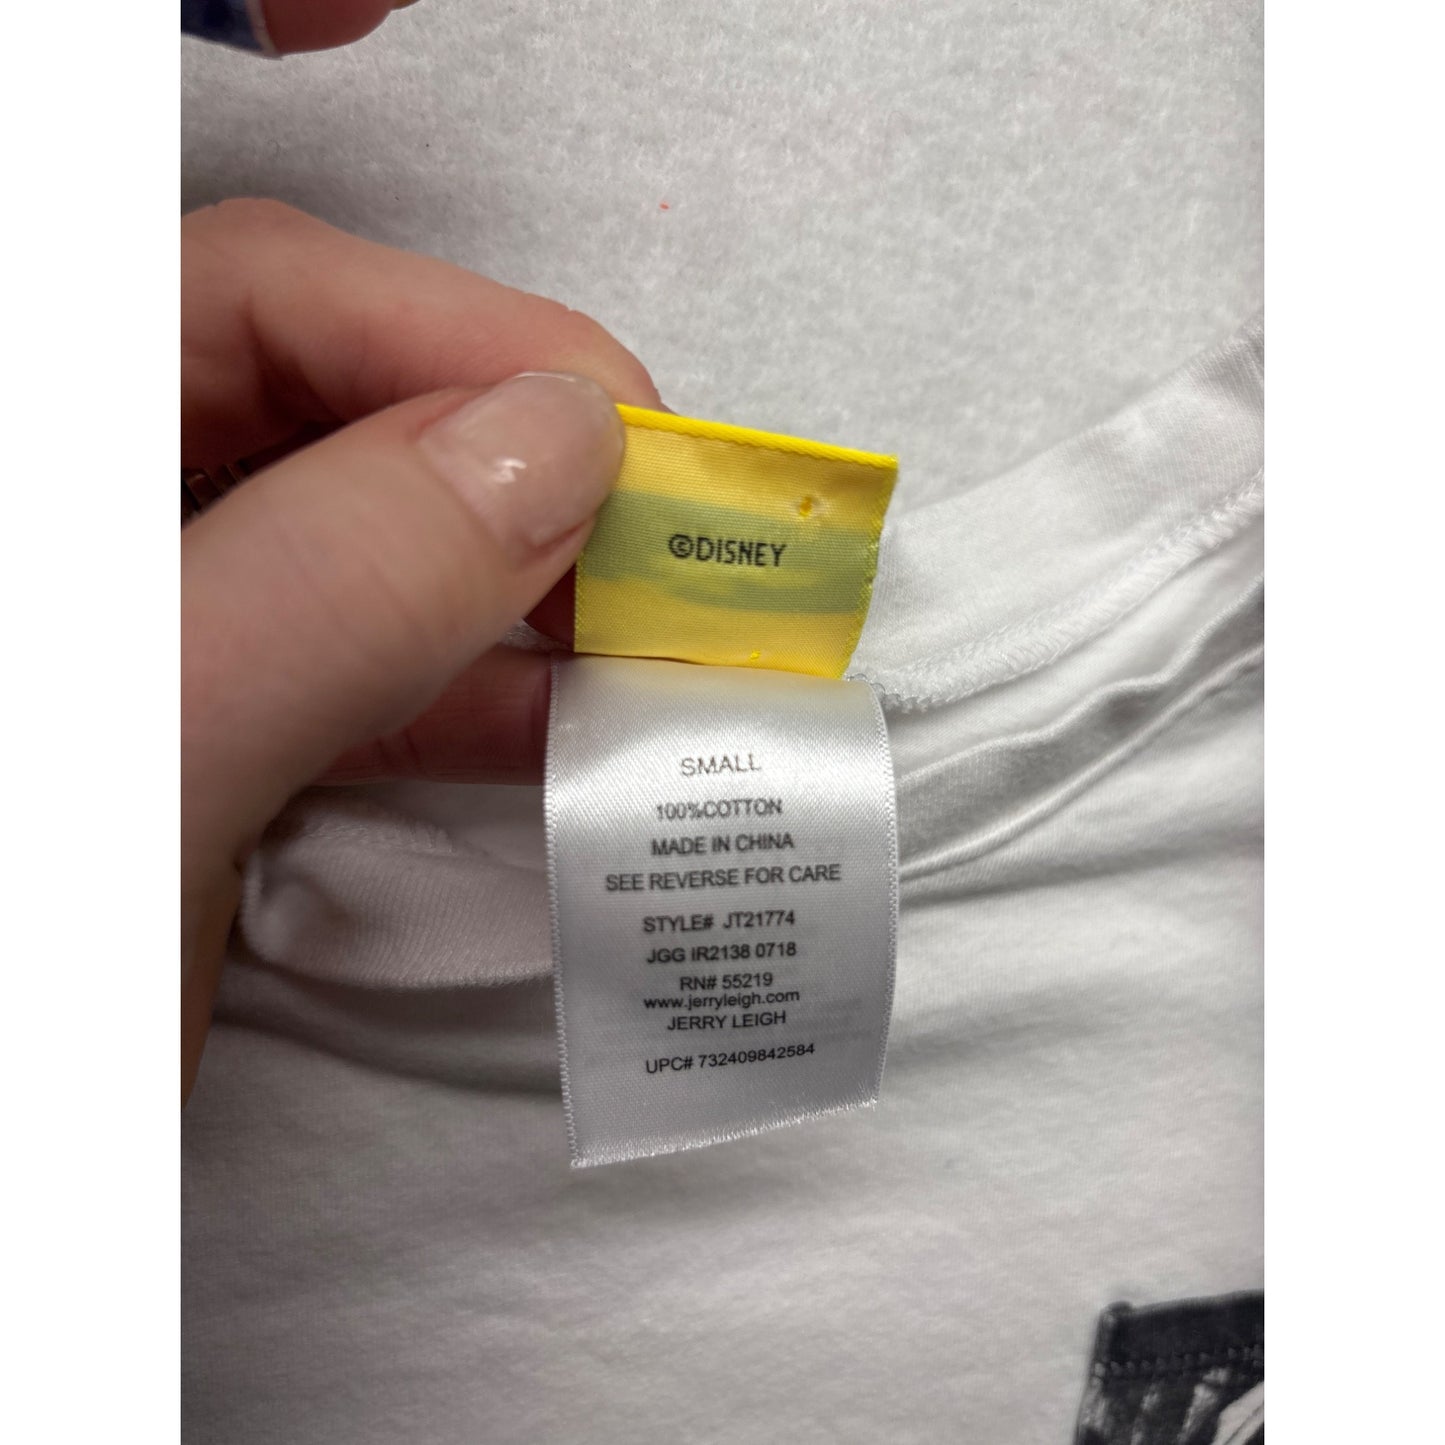 ©DISNEY
SMALL
100%COTTON
MADE IN CHINA
SEE REVERSE FOR CARE
STYLE# JT21774
JGG IR2138 0718
RN# 55219
www.jerryleigh.com
JERRY LEIGH
UPC# 732409842584